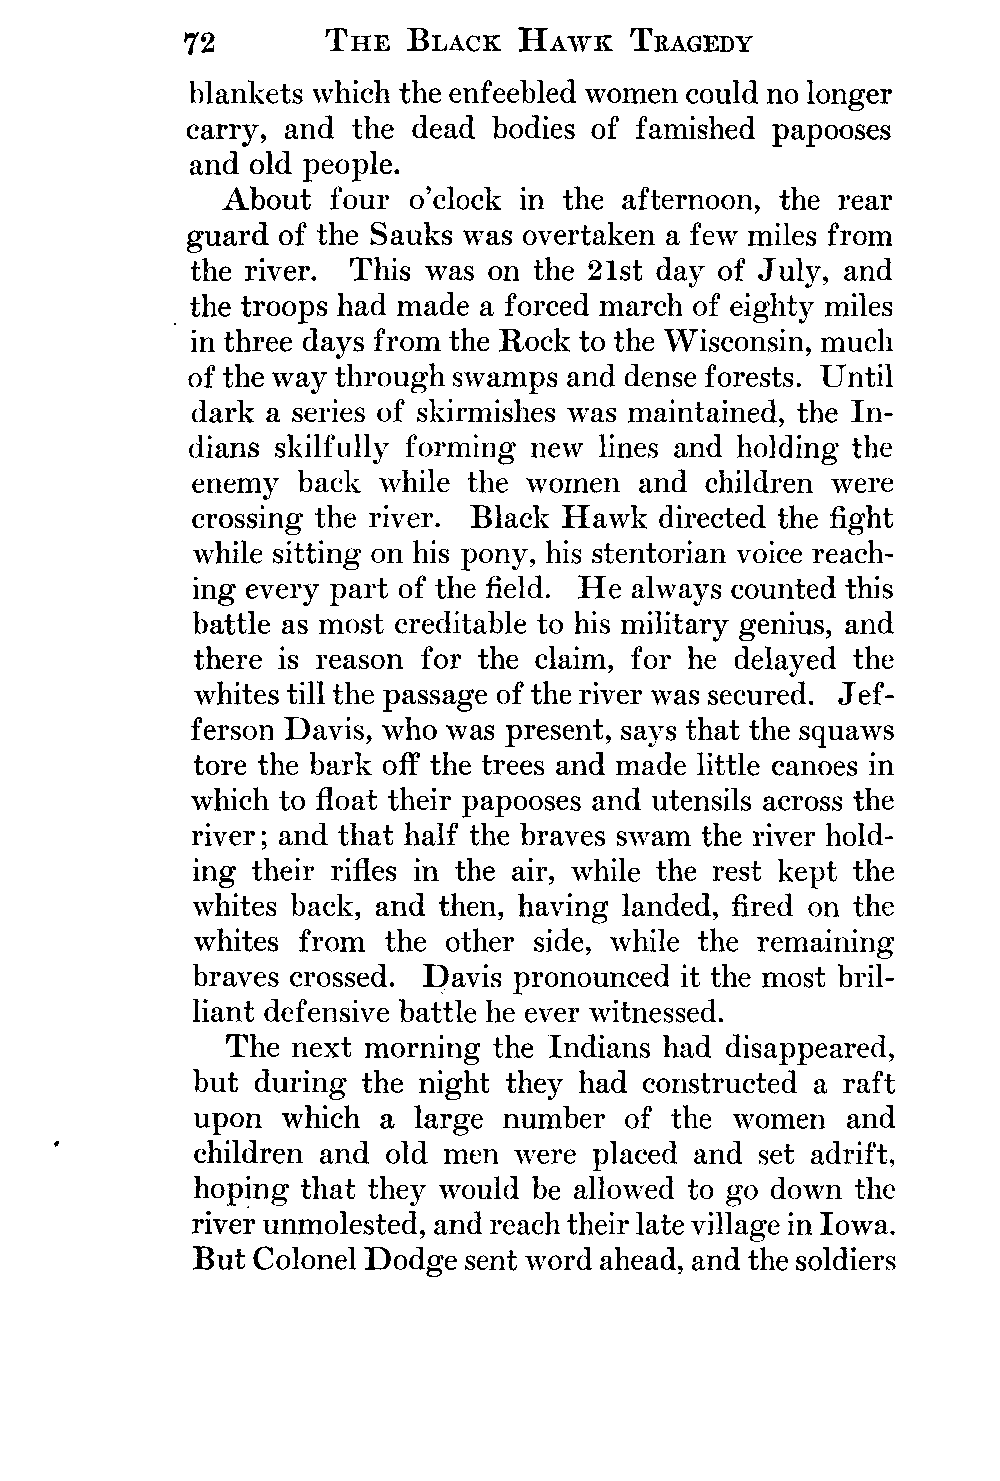 72 THE BLACK HAWK TRAGEDY
blankets which the enfeebled women could no longer
carry, and the dead bodies of famished papooses
and old people.
About four o'clock in the afternoon, the rear
guard of the Sauks was overtaken a few miles from
the river. This was on the 21st day of July, and
the troops had made a forced march of eighty miles
in three days from the Rock to the Wisconsin, much
of the way through swamps and dense forests. Until
dark a series of skirmishes was maintained, the In-
dians skilfully forming new lines and holding the
enemy back while the women and children were
crossing the river. Black Hawk directed the fight
while sitting on his pony, his stentorian voice reach-
ing every part of the field. He always counted this
battle as most creditable to his military genius, and
there is reason for the claim, for he delayed the
whites till the passage of the river was secured. Jef-
ferson Davis, who was present, says that the squaws
tore the bark off the trees and made little canoes in
which to float their papooses and utensils across the
river; and that half the braves swam the river hold-
ing their rifles in the air, while the rest kept the
whites back, and then, having landed, fired on the
whites from the other side, while the remaining
braves crossed. Davis pronounced it the most bril-
liant defensive battle he ever witnessed.
The next morning the Indians had disappeared,
but during the night they had constructed a raft
upon which a large number of the women and
children and old men were placed and set adrift,
hoping that they would be allowed to go down the
river unmolested, and reach their late village in Iowa.
But Colonel Dodge sent word ahead, and the soldiers